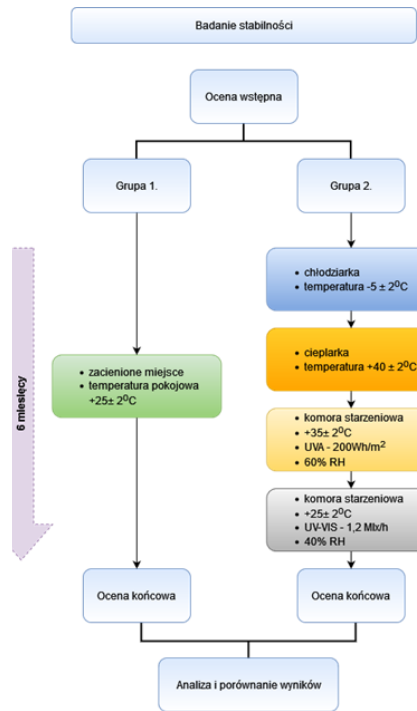 Badanie stabilności
Ocena wstępna
Grupa 1.
Grupa 2.
• chłodziarka
• temperatura -5 ± 2⁰C
• cieplarka
• temperatura +40 ± 2⁰C
• zacienione miejsce
• temperatura pokojowa
+25± 2⁰C
6 miesięcy
• komora starzeniowa
• +35± 2⁰C
• UVA - 200Wh/m²
• 60% RH
• komora starzeniowa
• +25± 2⁰C
• UV-VIS - 1,2 Mlx/h
• 40% RH
Ocena końcowa
Ocena końcowa
Analiza i porównanie wyników